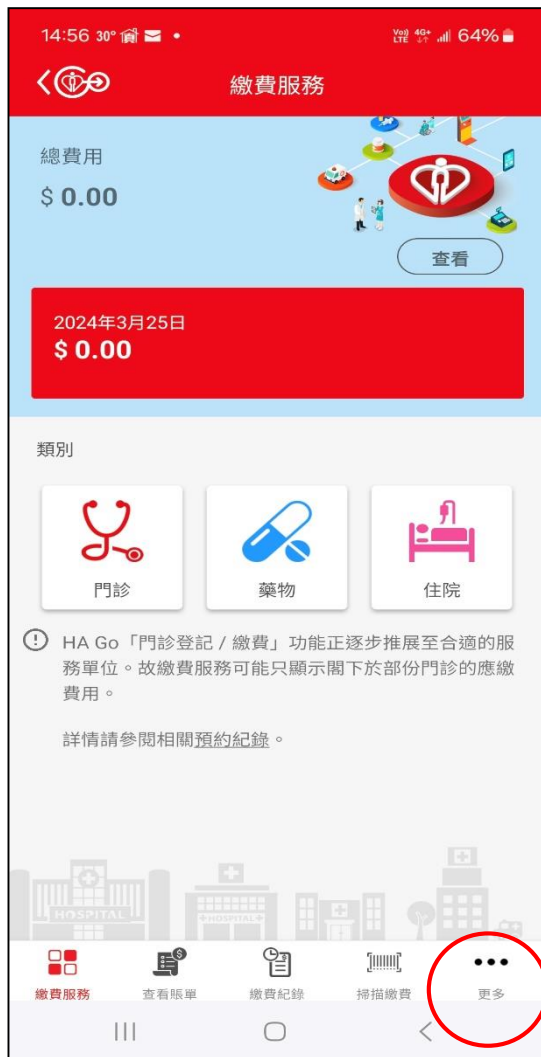 14:56 30° Vo)) LTE 4G+ 64%
繳費服務
總費用
$ 0.00
查看
2024年3月25日
$ 0.00
類別
門診 藥物 住院
HA Go「門診登記 / 繳費」功能正逐步推展至合適的服
務單位。故繳費服務可能只顯示閣下於部份門診的應繳
費用。
詳情請參閱相關預約紀錄。
HOSPITAL +HOSPITAL+
繳費服務 查看賬單 繳費紀錄 掃描繳費 更多